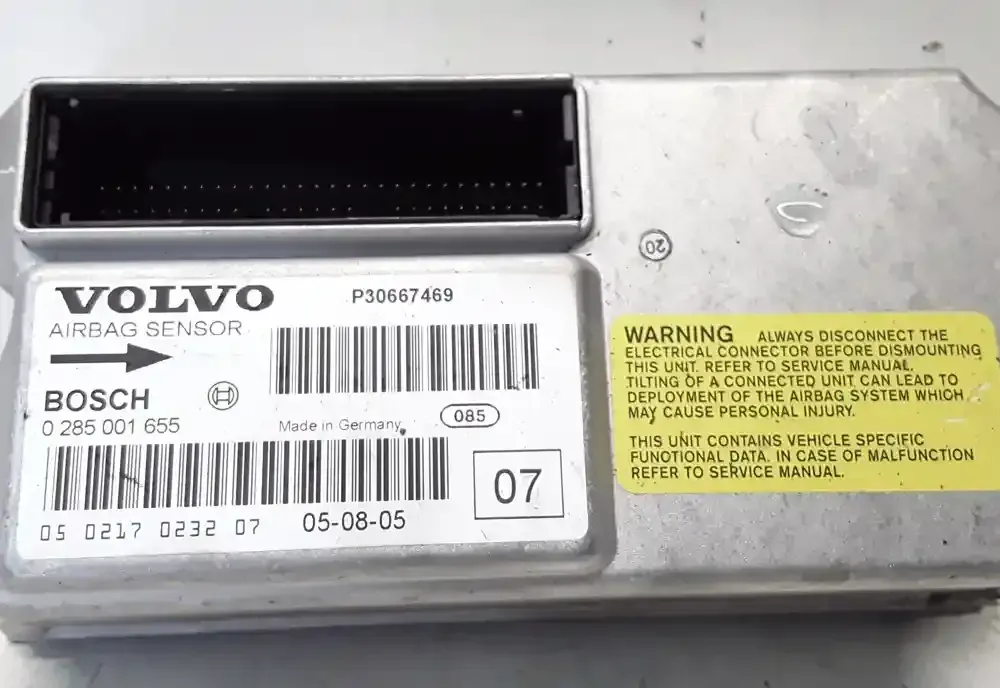 20
VOLVO
P30667469
AIRBAG SENSOR
BOSCH
0 285 001 655
Made in Germany
085
07
05 0217 0232 07
05-08-05
WARNING ALWAYS DISCONNECT THE
ELECTRICAL CONNECTOR BEFORE DISMOUNTING
THIS UNIT. REFER TO SERVICE MANUAL.
TILTING OF A CONNECTED UNIT CAN LEAD TO
DEPLOYMENT OF THE AIRBAG SYSTEM WHICH
MAY CAUSE PERSONAL INJURY.
THIS UNIT CONTAINS VEHICLE SPECIFIC
FUNCTIONAL DATA. IN CASE OF MALFUNCTION
REFER TO SERVICE MANUAL.